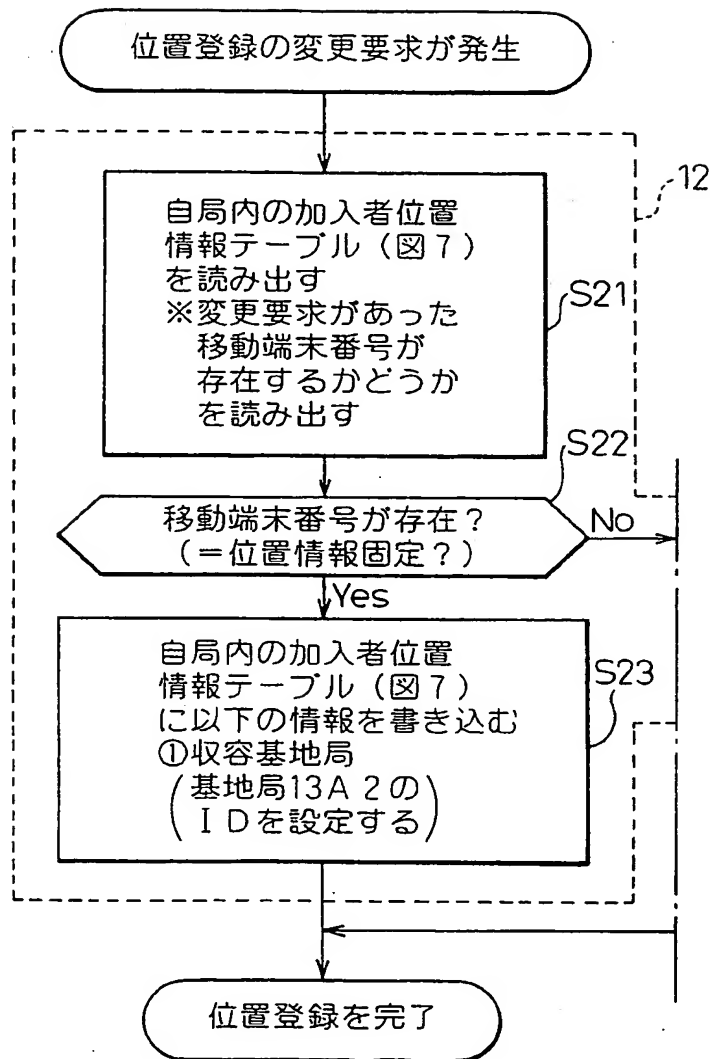 位置登録の変更要求が発生
12
自局内の加入者位置
情報テーブル（図７）
を読み出す
※変更要求があった
移動端末番号が
存在するかどうか
を読み出す
S21
S22
移動端末番号が存在？
（＝位置情報固定？）
No
Yes
自局内の加入者位置
情報テーブル（図７）
に以下の情報を書き込む
①収容基地局
（基地局13A２の
ＩＤを設定する）
S23
位置登録を完了